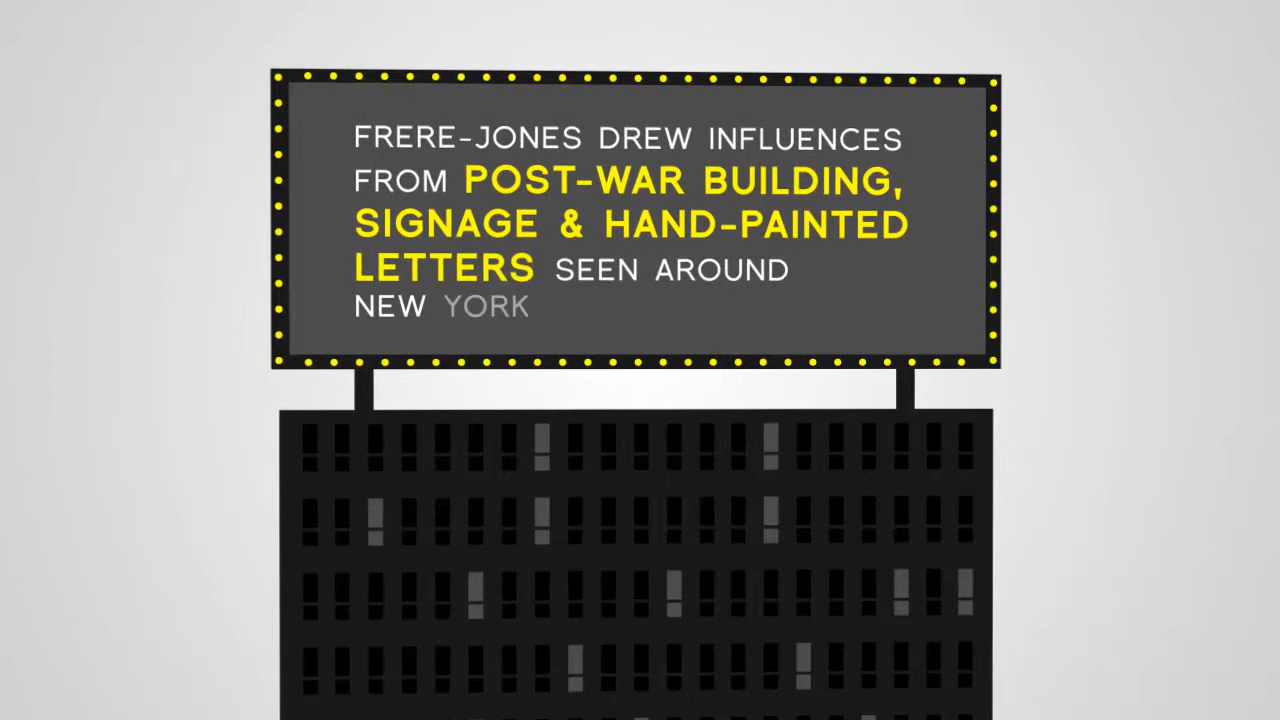 FRERE-JONES DREW INFLUENCES
FROM POST-WAR BUILDING,
SIGNAGE & HAND-PAINTED
LETTERS SEEN AROUND
NEW YORK